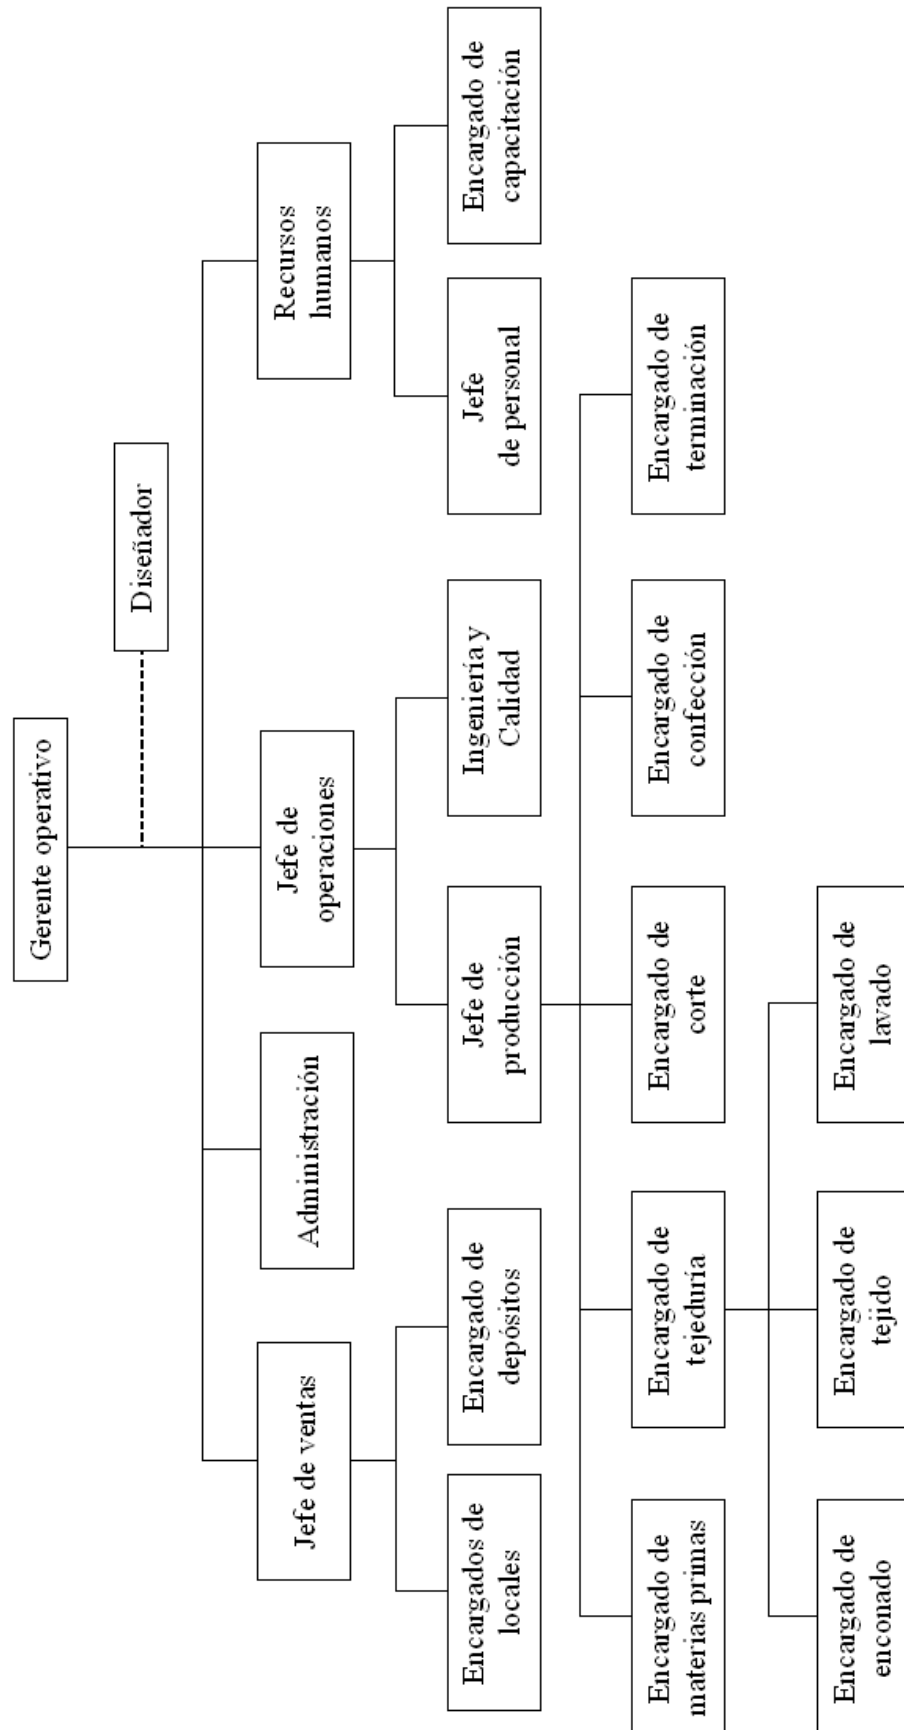 Gerente operativo
Diseñador
Jefe de ventas
Administración
Jefe de
operaciones
Recursos
humanos
Encargados de
locales
Encargado de
depósitos
Jefe de
producción
Ingeniería y
Calidad
Jefe
de personal
Encargado de
capacitación
Encargado de
materias primas
Encargado de
tejeduría
Encargado de
corte
Encargado de
confección
Encargado de
terminación
Encargado de
enconado
Encargado de
tejido
Encargado de
lavado